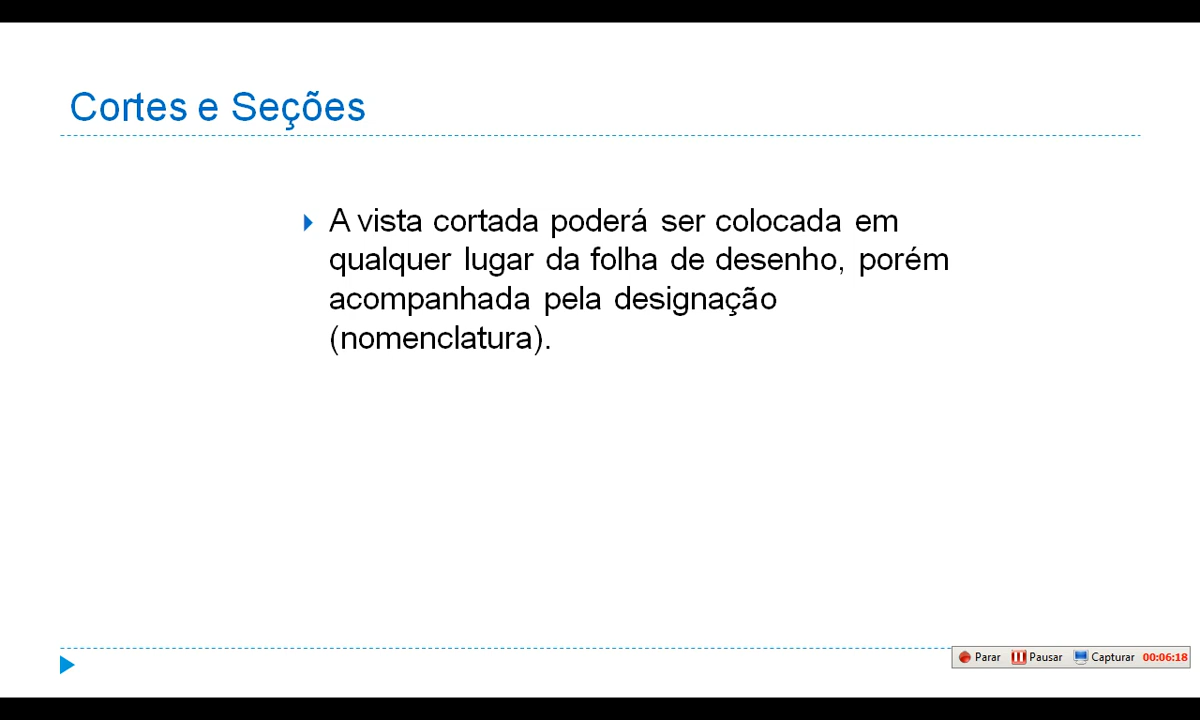 Cortes e Seções
A vista cortada poderá ser colocada em
qualquer lugar da folha de desenho, porém
acompanhada pela designação
(nomenclatura).
Parar Pausar Capturar 00:06:18